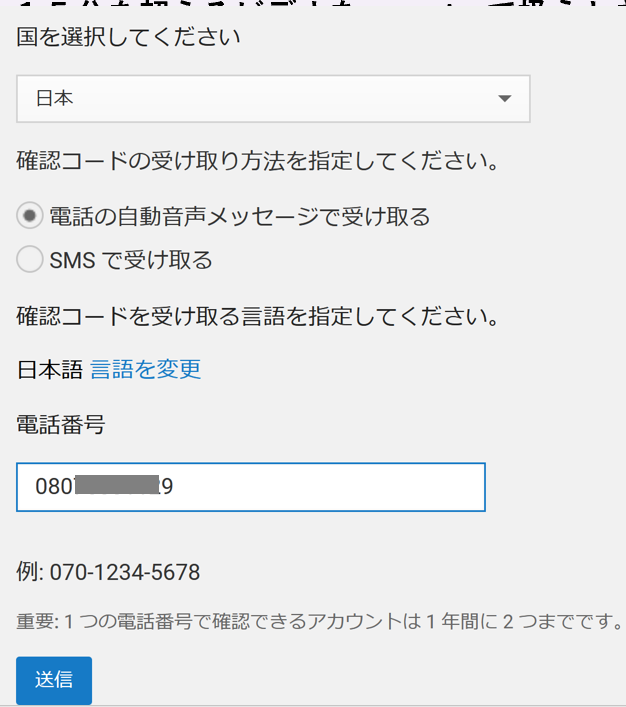 国を選択してください
日本
確認コードの受け取り方法を指定してください。
電話の自動音声メッセージで受け取る
SMS で受け取る
確認コードを受け取る言語を指定してください。
日本語 言語を変更
電話番号
080 9
例: 070-1234-5678
重要: 1 つの電話番号で確認できるアカウントは 1 年間に 2 つまでです。
送信